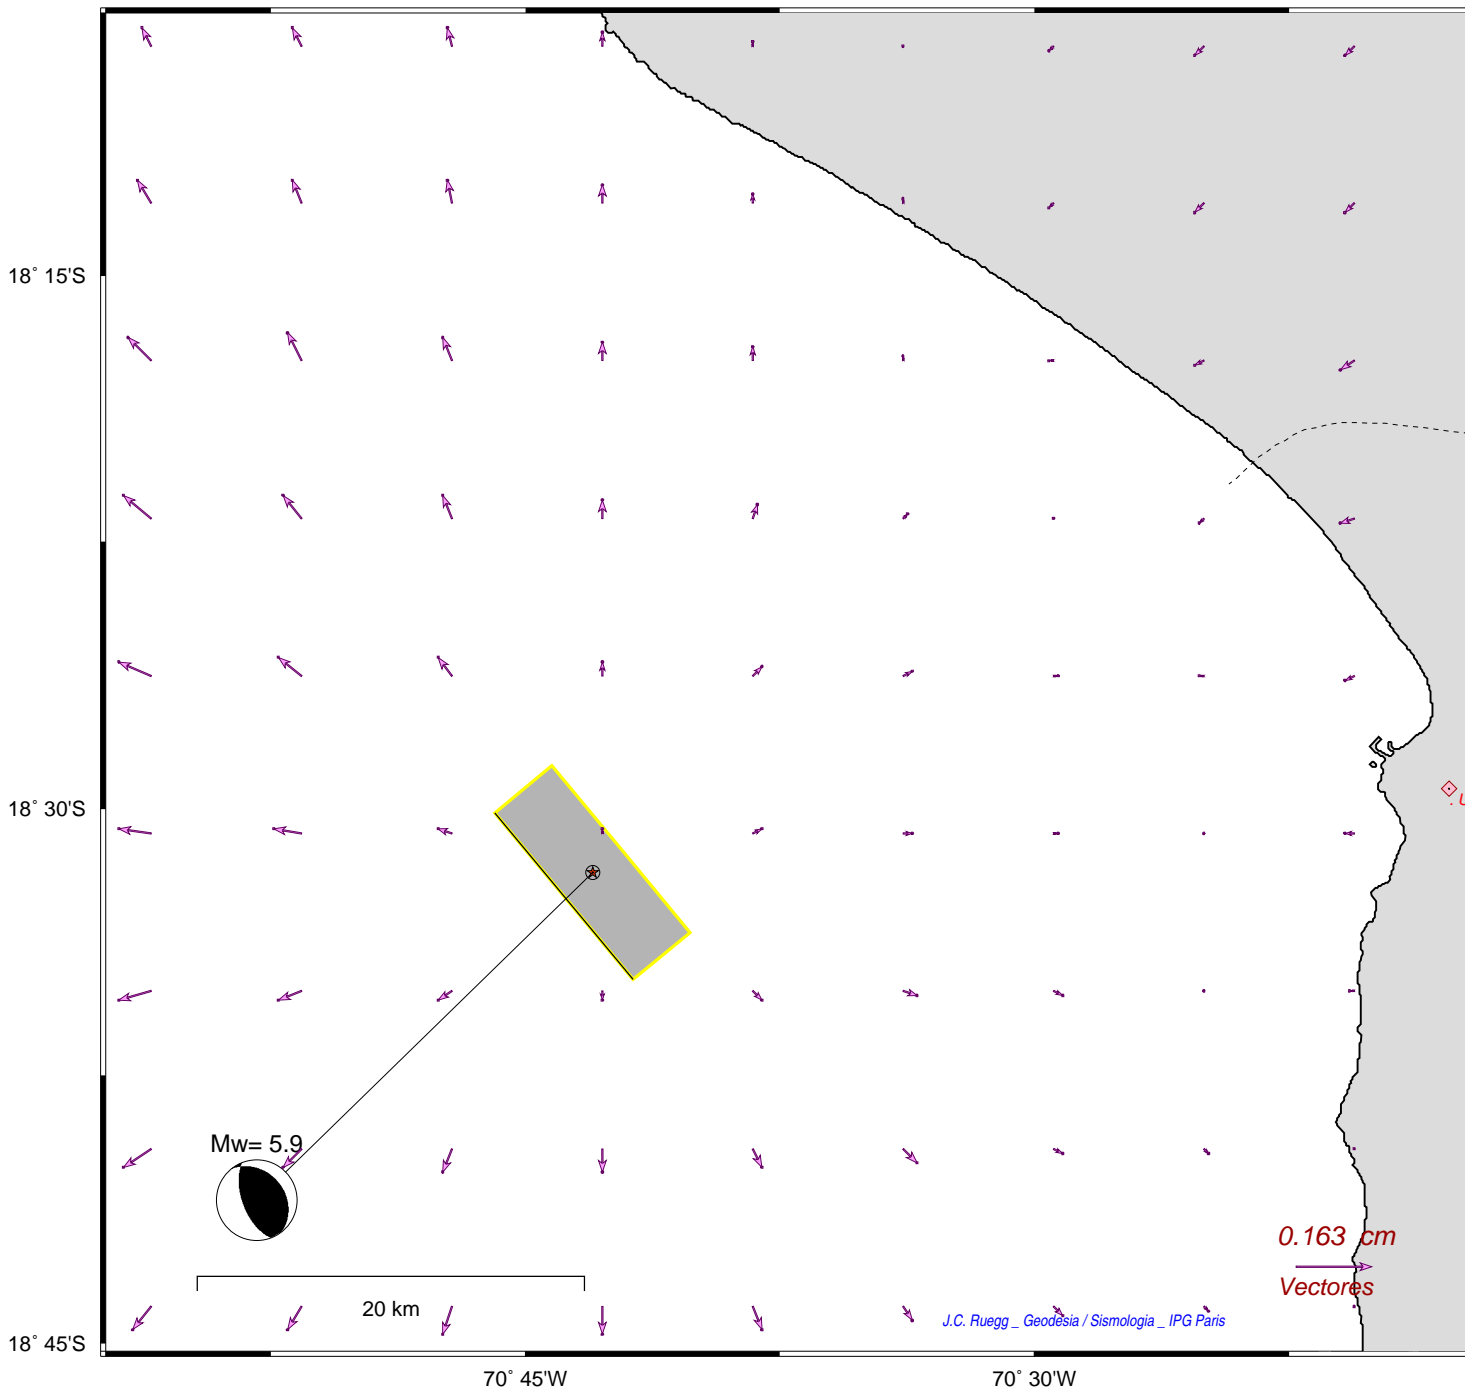 18° 15'S
18° 30'S
Mw= 5.9
0.163 cm
Vectores
20 km
J.C. Ruegg _ Geodesia / Sismologia _ IPG Paris
18° 45'S
70° 45'W
70° 30'W